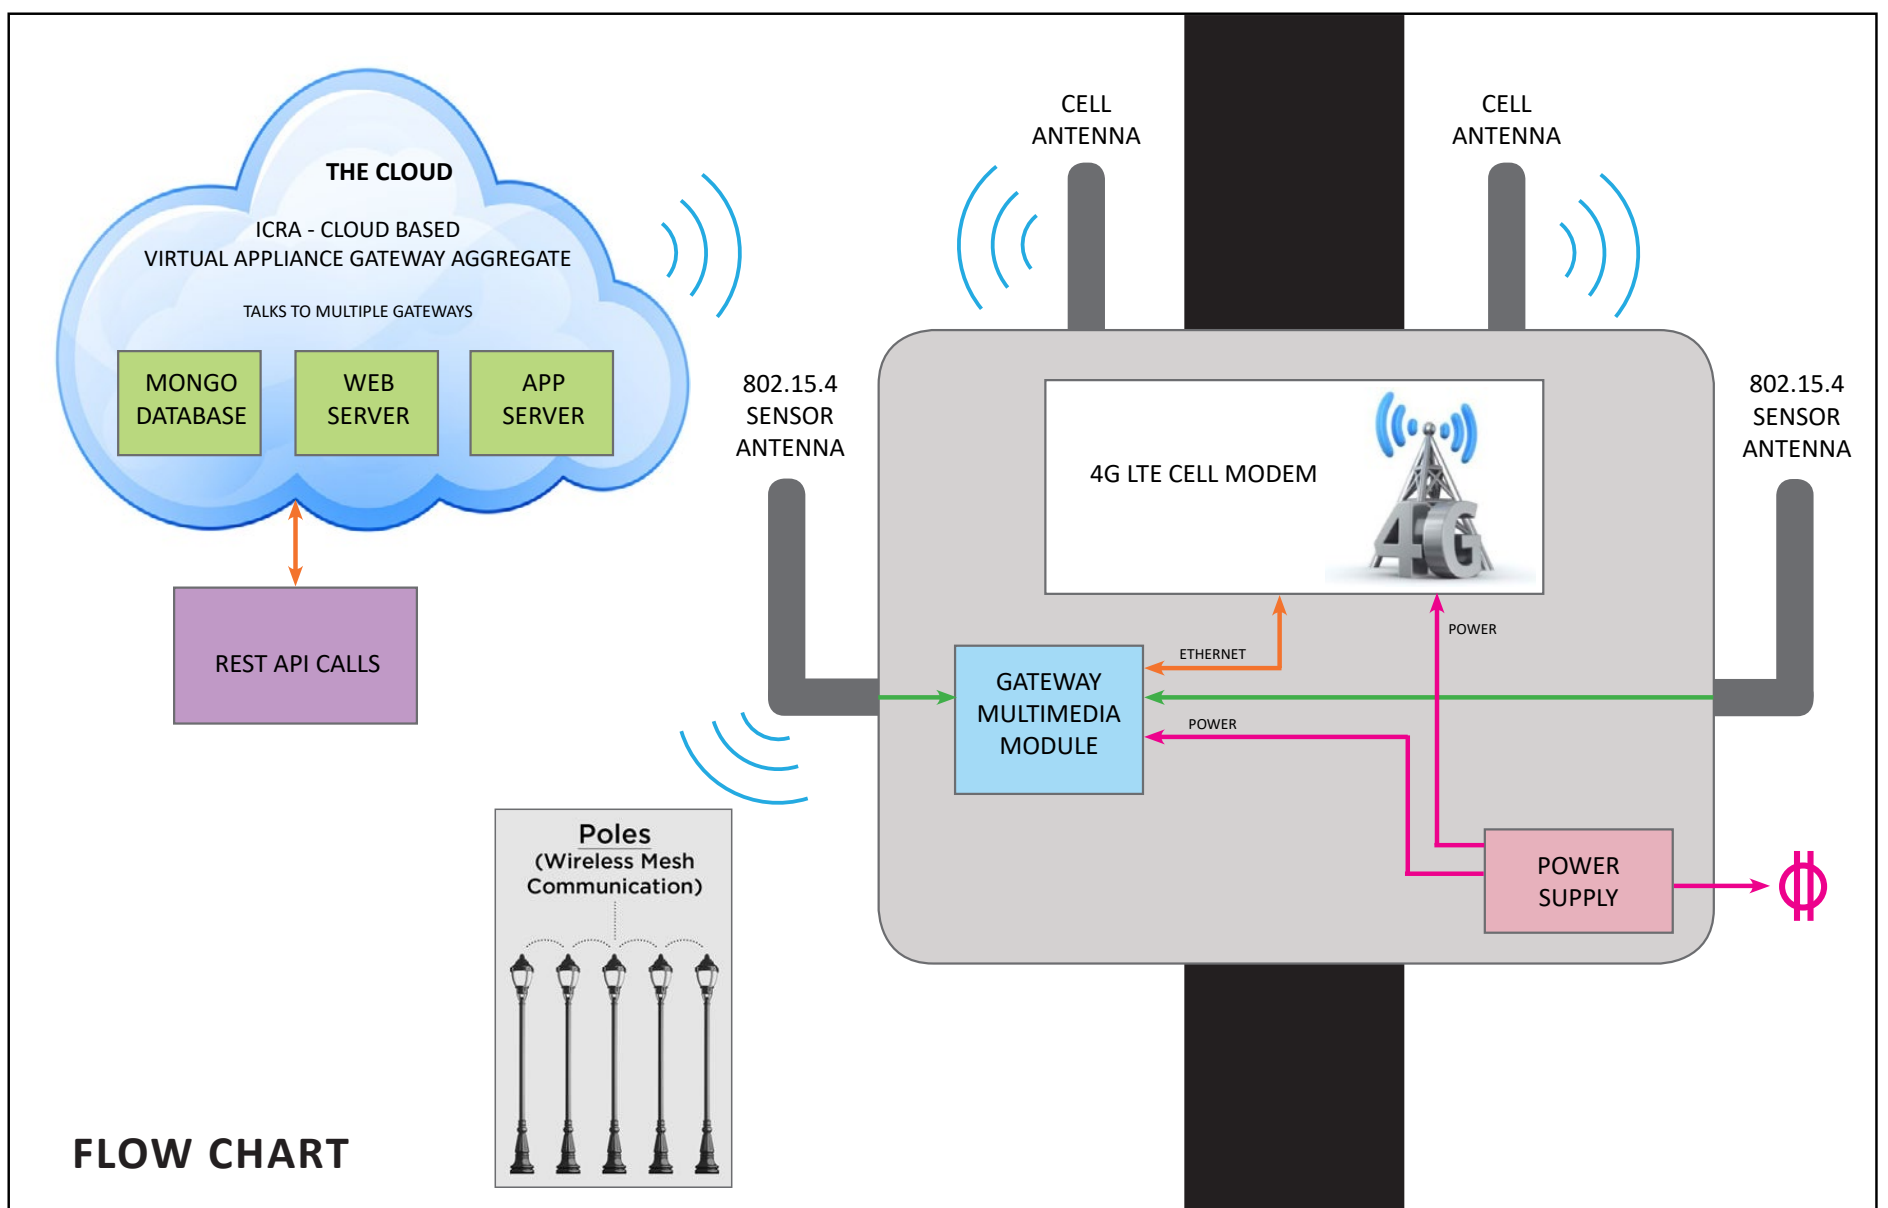 THE CLOUD
ICRA - CLOUD BASED
VIRTUAL APPLIANCE GATEWAY AGGREGATE
TALKS TO MULTIPLE GATEWAYS
MONGO
DATABASE
WEB
SERVER
APP
SERVER
REST API CALLS
CELL
ANTENNA
CELL
ANTENNA
802.15.4
SENSOR
ANTENNA
802.15.4
SENSOR
ANTENNA
4G LTE CELL MODEM
4G
POWER
ETHERNET
GATEWAY
MULTIMEDIA
MODULE
POWER
POWER
SUPPLY
Poles
(Wireless Mesh
Communication)
FLOW CHART